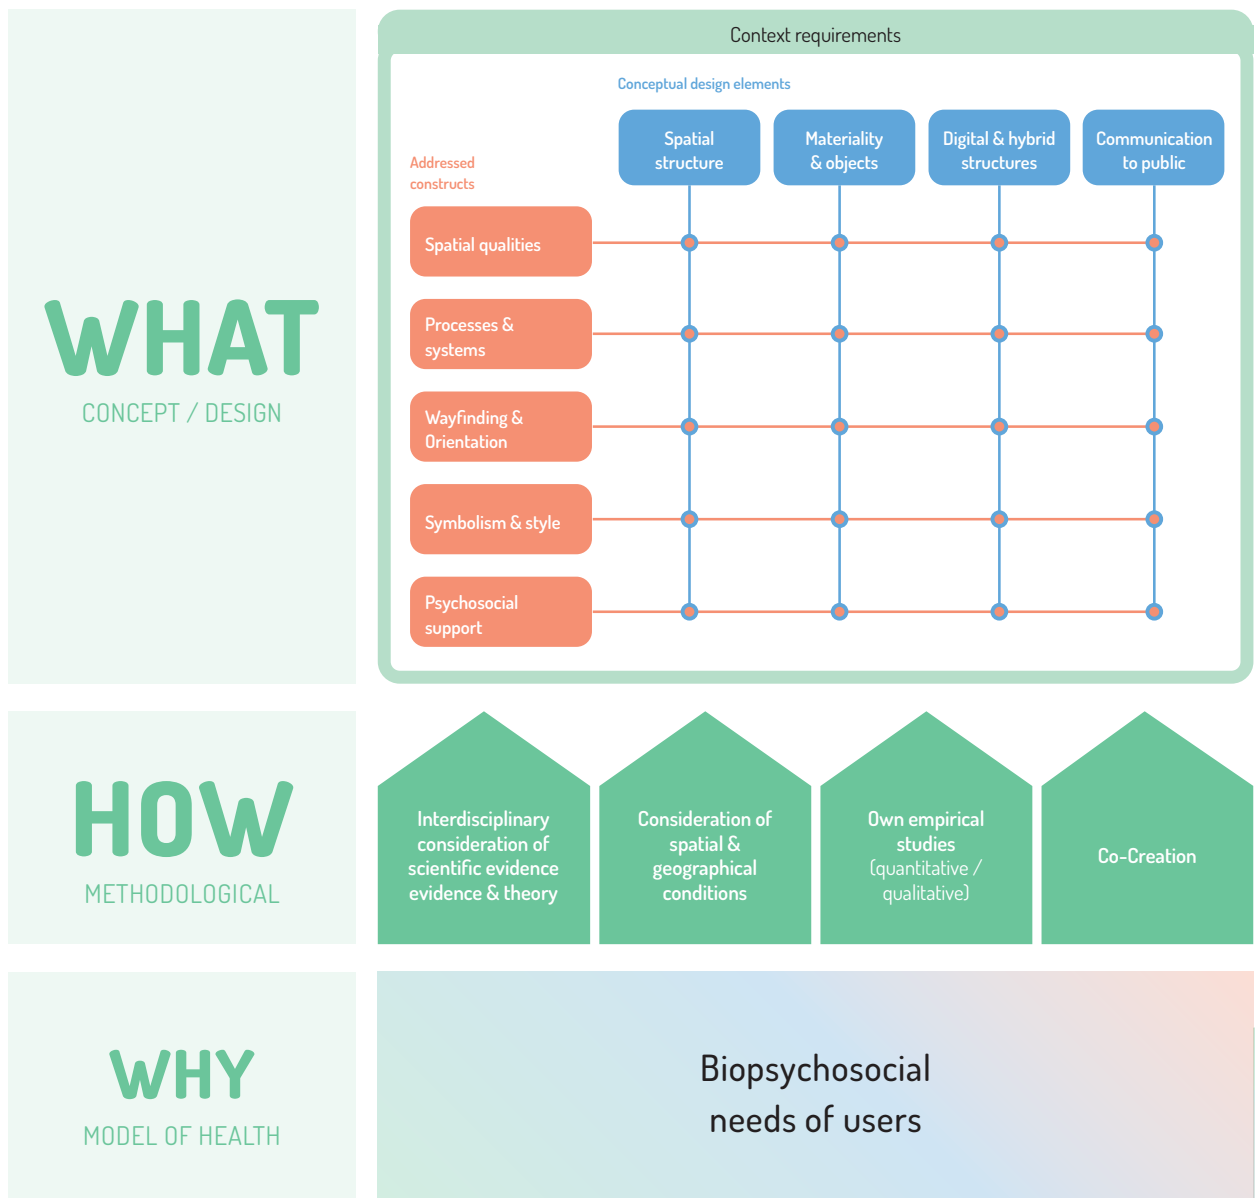 WHAT
CONCEPT / DESIGN
Context requirements
Conceptual design elements
Spatial
structure
Materiality
& objects
Digital & hybrid
structures
Communication
to public
Addressed
constructs
Spatial qualities
Processes &
systems
Wayfinding &
Orientation
Symbolism & style
Psychosocial
support
HOW
METHODOLOGICAL
Interdisciplinary
consideration of
scientific evidence
evidence & theory
Consideration of
spatial &
geographical
conditions
Own empirical
studies
(quantitative /
qualitative)
Co-Creation
WHY
MODEL OF HEALTH
Biopsychosocial
needs of users